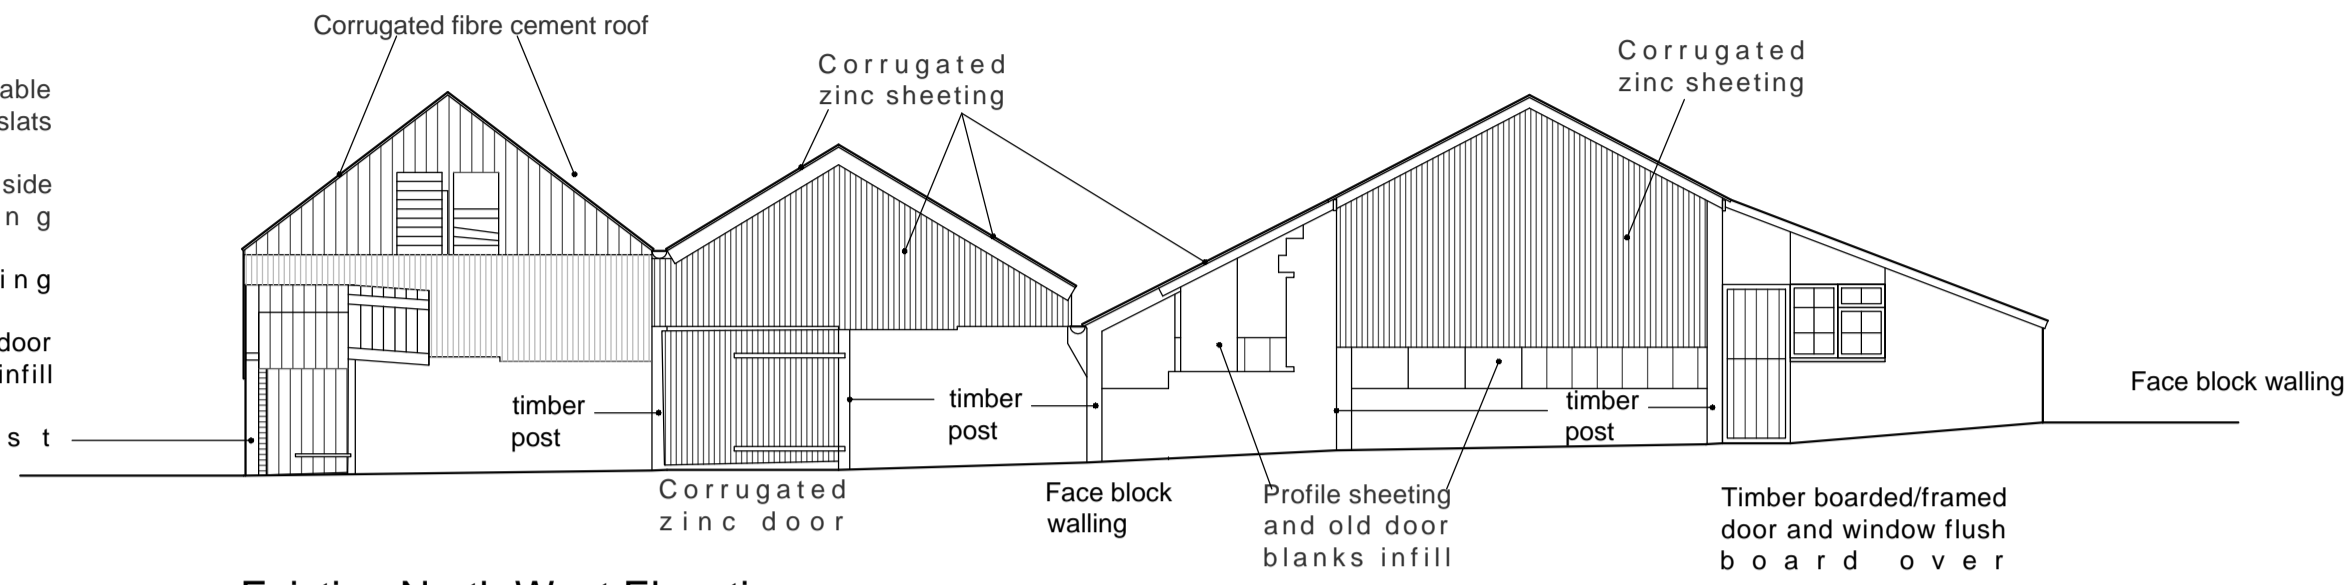 Corrugated fibre cement roof
Corrugated
zinc sheeting
Corrugated
zinc sheeting
able
slats
side
ng
ing
door
infill
st
timber
post
timber
post
timber
post
Face block walling
Corrugated
zinc door
Face block
walling
Profile sheeting
and old door
blanks infill
Timber boarded/framed
door and window flush
board over